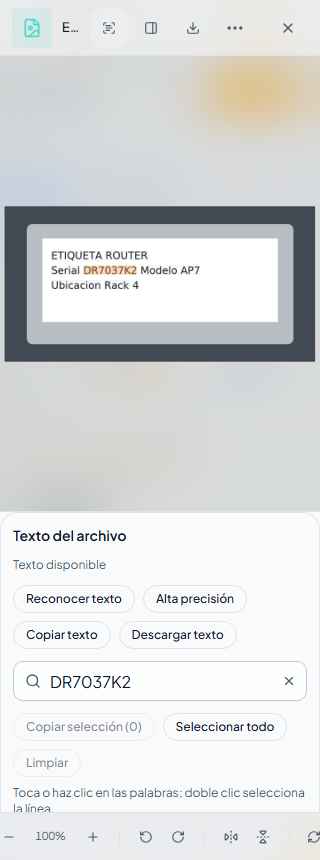 E...
ETIQUETA ROUTER
Serial DR7037K2 Modelo AP7
Ubicacion Rack 4
Texto del archivo
Texto disponible
Reconocer texto
Alta precisión
Copiar texto
Descargar texto
DR7037K2
Copiar selección (0)
Seleccionar todo
Limpiar
Toca o haz clic en las palabras; doble clic selecciona
la línea.
100%